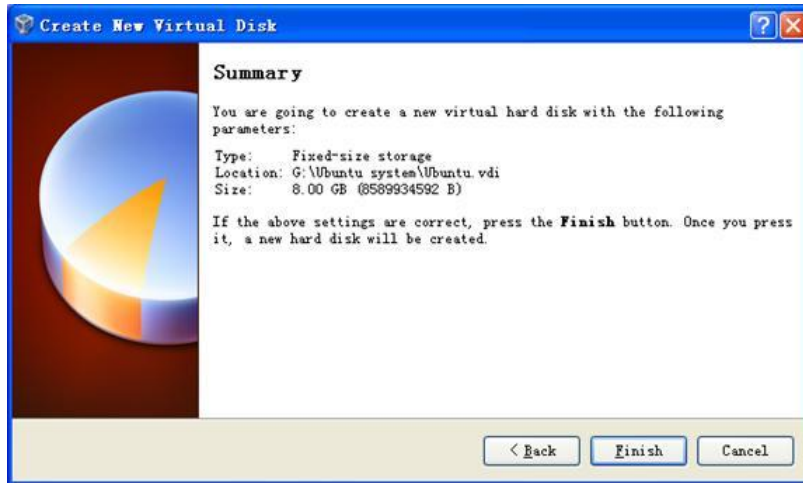 Create New Virtual Disk
Summary
You are going to create a new virtual hard disk with the following
parameters:
Type: Fixed-size storage
Location: G:\Ubuntu system\Ubuntu.vdi
Size: 8.00 GB (8589934592 B)
If the above settings are correct, press the Finish button. Once you press
it, a new hard disk will be created.
< Back Finish Cancel